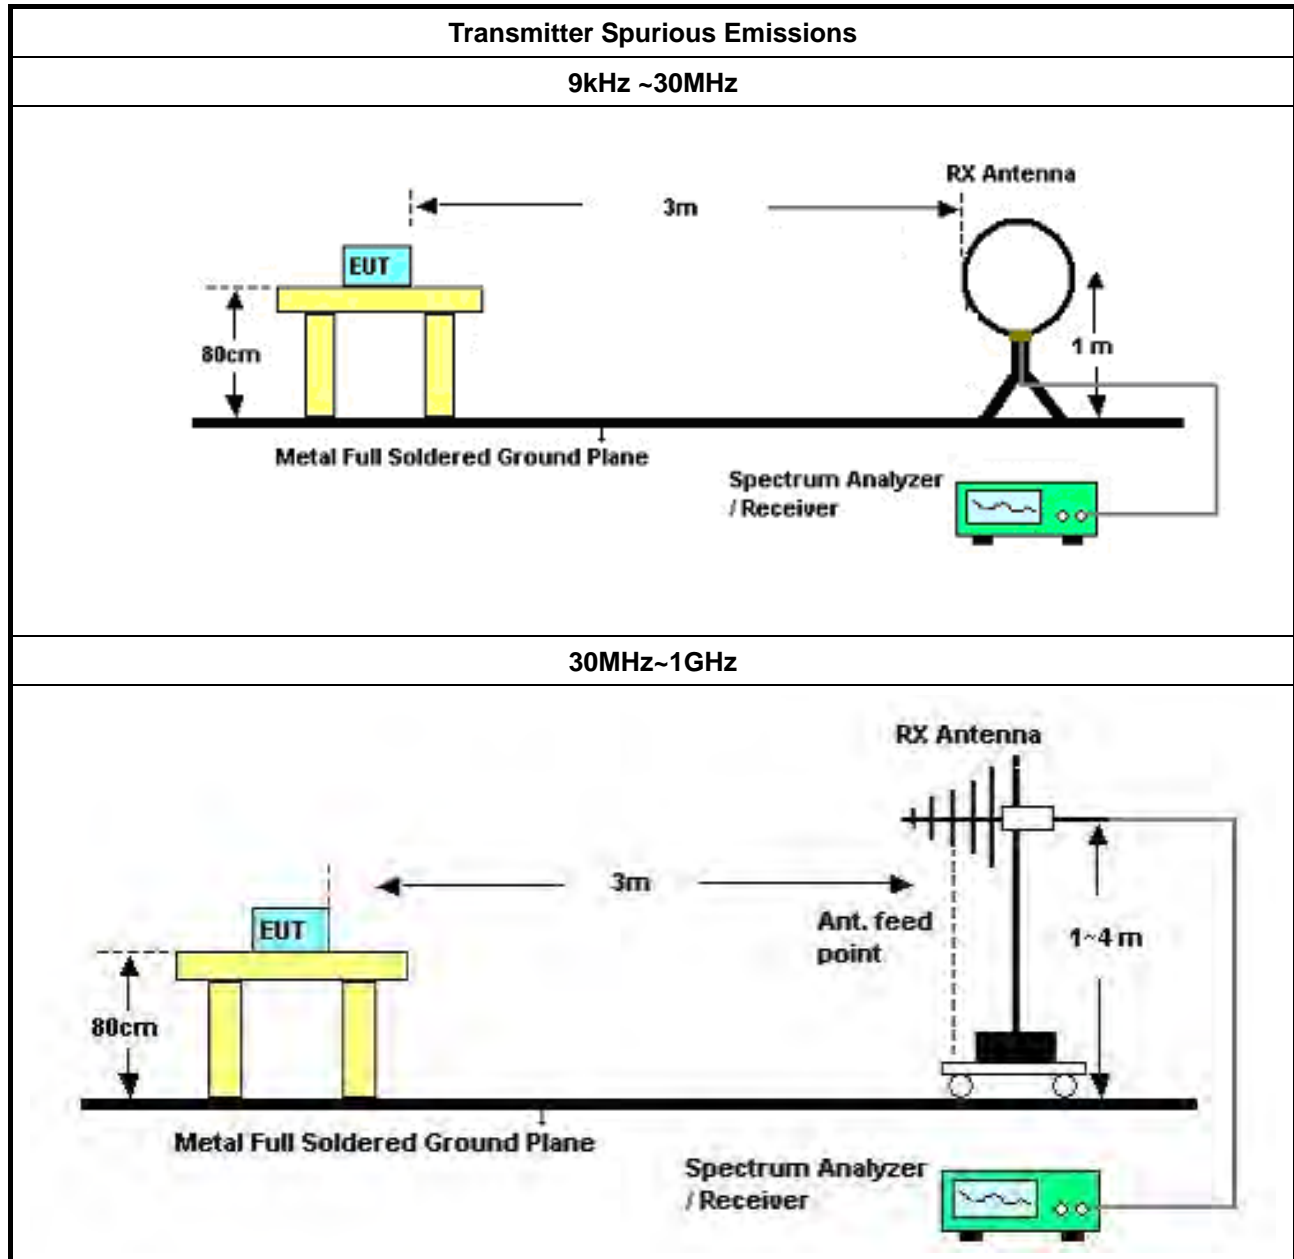 Transmitter Spurious Emissions
9kHz ~30MHz
RX Antenna
3m
EUT
80cm
1 m
Metal Full Soldered Ground Plane
Spectrum Analyzer
/ Receiver
30MHz~1GHz
RX Antenna
3m
EUT
Ant. feed
point
1~4 m
80cm
Metal Full Soldered Ground Plane
Spectrum Analyzer
/ Receiver